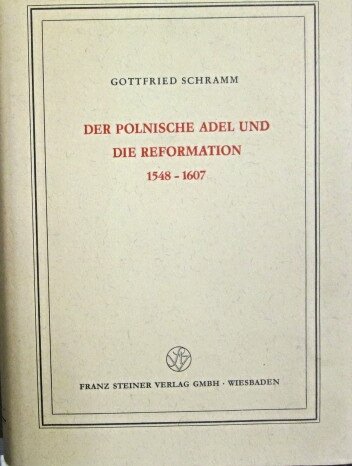 GOTTFRIED SCHRAMM
DER POLNISCHE ADEL UND
DIE REFORMATION
1548 - 1607
FRANZ STEINER VERLAG GMBH · WIESBADEN